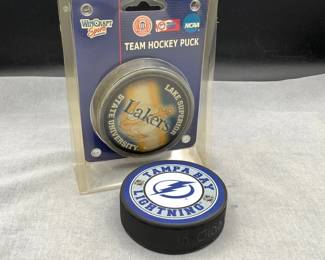 WINCRAFT
Sports
NCAA
TEAM HOCKEY PUCK
LAKE SUPERIOR
Lakers
STATE UNIVERSITY
TAMPA BAY
LIGHTNING